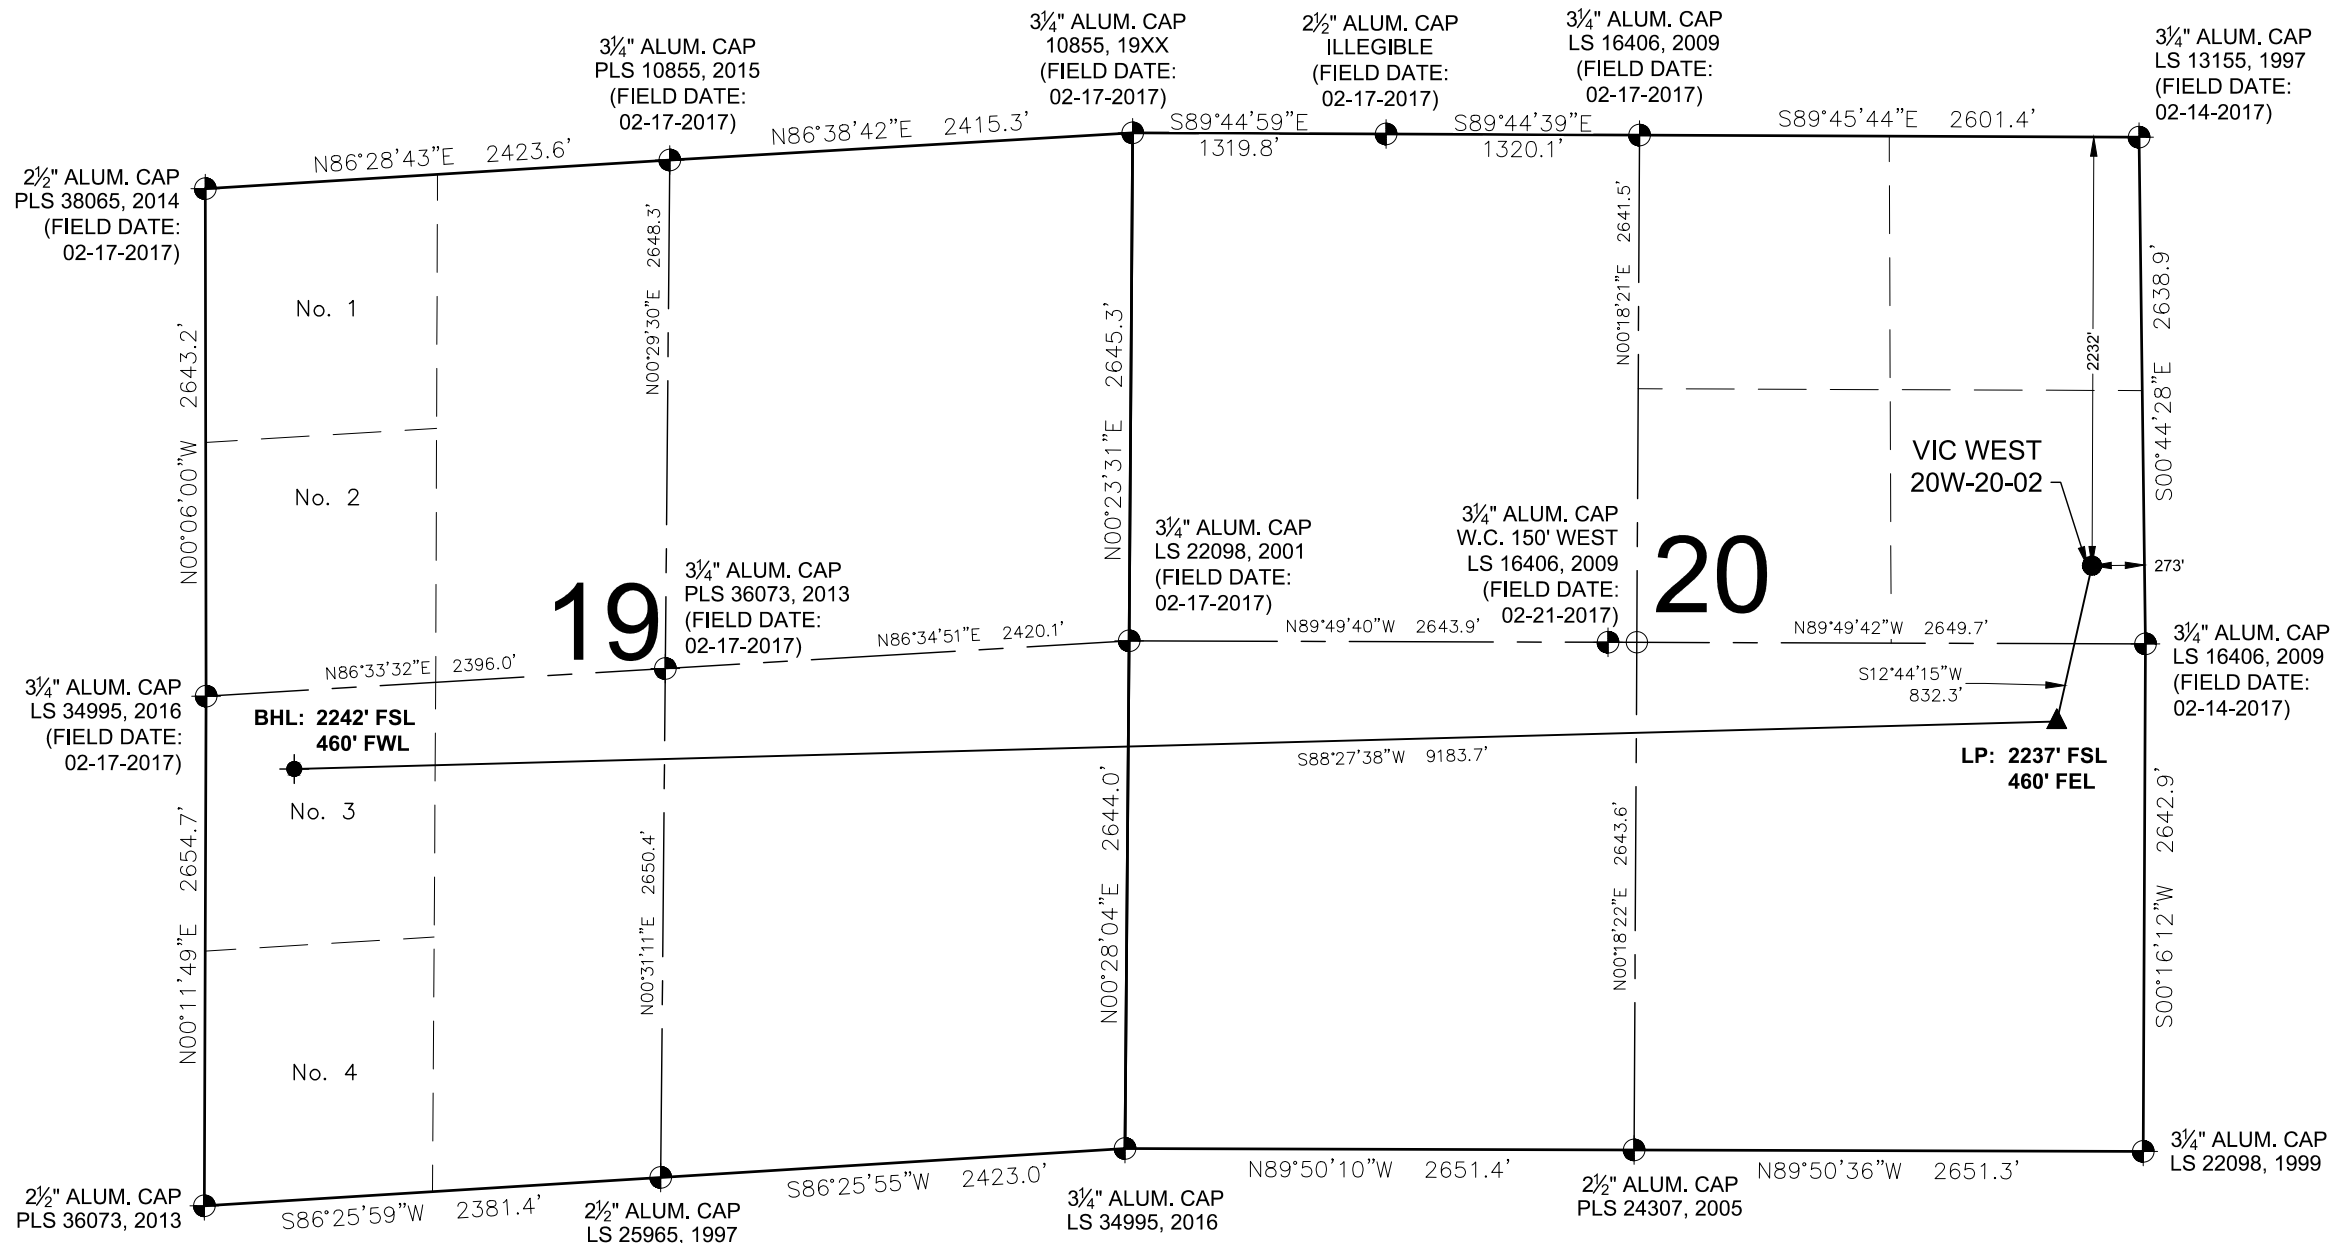 3¼" ALUM. CAP
PLS 10855, 2015
(FIELD DATE:
02-17-2017)
3¼" ALUM. CAP
10855, 19XX
(FIELD DATE:
02-17-2017)
2½" ALUM. CAP
ILLEGIBLE
(FIELD DATE:
02-17-2017)
3¼" ALUM. CAP
LS 16406, 2009
(FIELD DATE:
02-17-2017)
3¼" ALUM. CAP
LS 13155, 1997
(FIELD DATE:
02-14-2017)
N86°28'43"E 2423.6'
N86°38'42"E 2415.3'
S89°44'59"E
1319.8'
S89°44'39"E
1320.1'
S89°45'44"E 2601.4'
2½" ALUM. CAP
PLS 38065, 2014
(FIELD DATE:
02-17-2017)
No. 1
No. 2
N00°06'00"W 2643.2'
N00°29'30"E 2648.3'
N00°23'31"E 2645.3'
N00°18'21"E 2641.5'
2232'
S00°44'28"E 2638.9'
VIC WEST
20W-20-02
273'
19
20
3¼" ALUM. CAP
PLS 36073, 2013
(FIELD DATE:
02-17-2017)
3¼" ALUM. CAP
LS 22098, 2001
(FIELD DATE:
02-17-2017)
3¼" ALUM. CAP
W.C. 150' WEST
LS 16406, 2009
(FIELD DATE:
02-21-2017)
N86°33'32"E 2396.0'
N86°34'51"E 2420.1'
N89°49'40"W 2643.9'
N89°49'42"W 2649.7'
3¼" ALUM. CAP
LS 16406, 2009
(FIELD DATE:
02-14-2017)
3¼" ALUM. CAP
LS 34995, 2016
(FIELD DATE:
02-17-2017)
BHL: 2242' FSL
460' FWL
S12°44'15"W
832.3'
S88°27'38"W 9183.7'
LP: 2237' FSL
460' FEL
No. 3
No. 4
N00°11'49"E 2654.7'
N00°31'11"E 2650.4'
N00°28'04"E 2644.0'
N00°18'22"E 2643.6'
S00°16'12"W 2642.9'
2½" ALUM. CAP
PLS 36073, 2013
S86°25'59"W 2381.4'
2½" ALUM. CAP
LS 25965, 1997
S86°25'55"W 2423.0'
3¼" ALUM. CAP
LS 34995, 2016
N89°50'10"W 2651.4'
2½" ALUM. CAP
PLS 24307, 2005
N89°50'36"W 2651.3'
3¼" ALUM. CAP
LS 22098, 1999